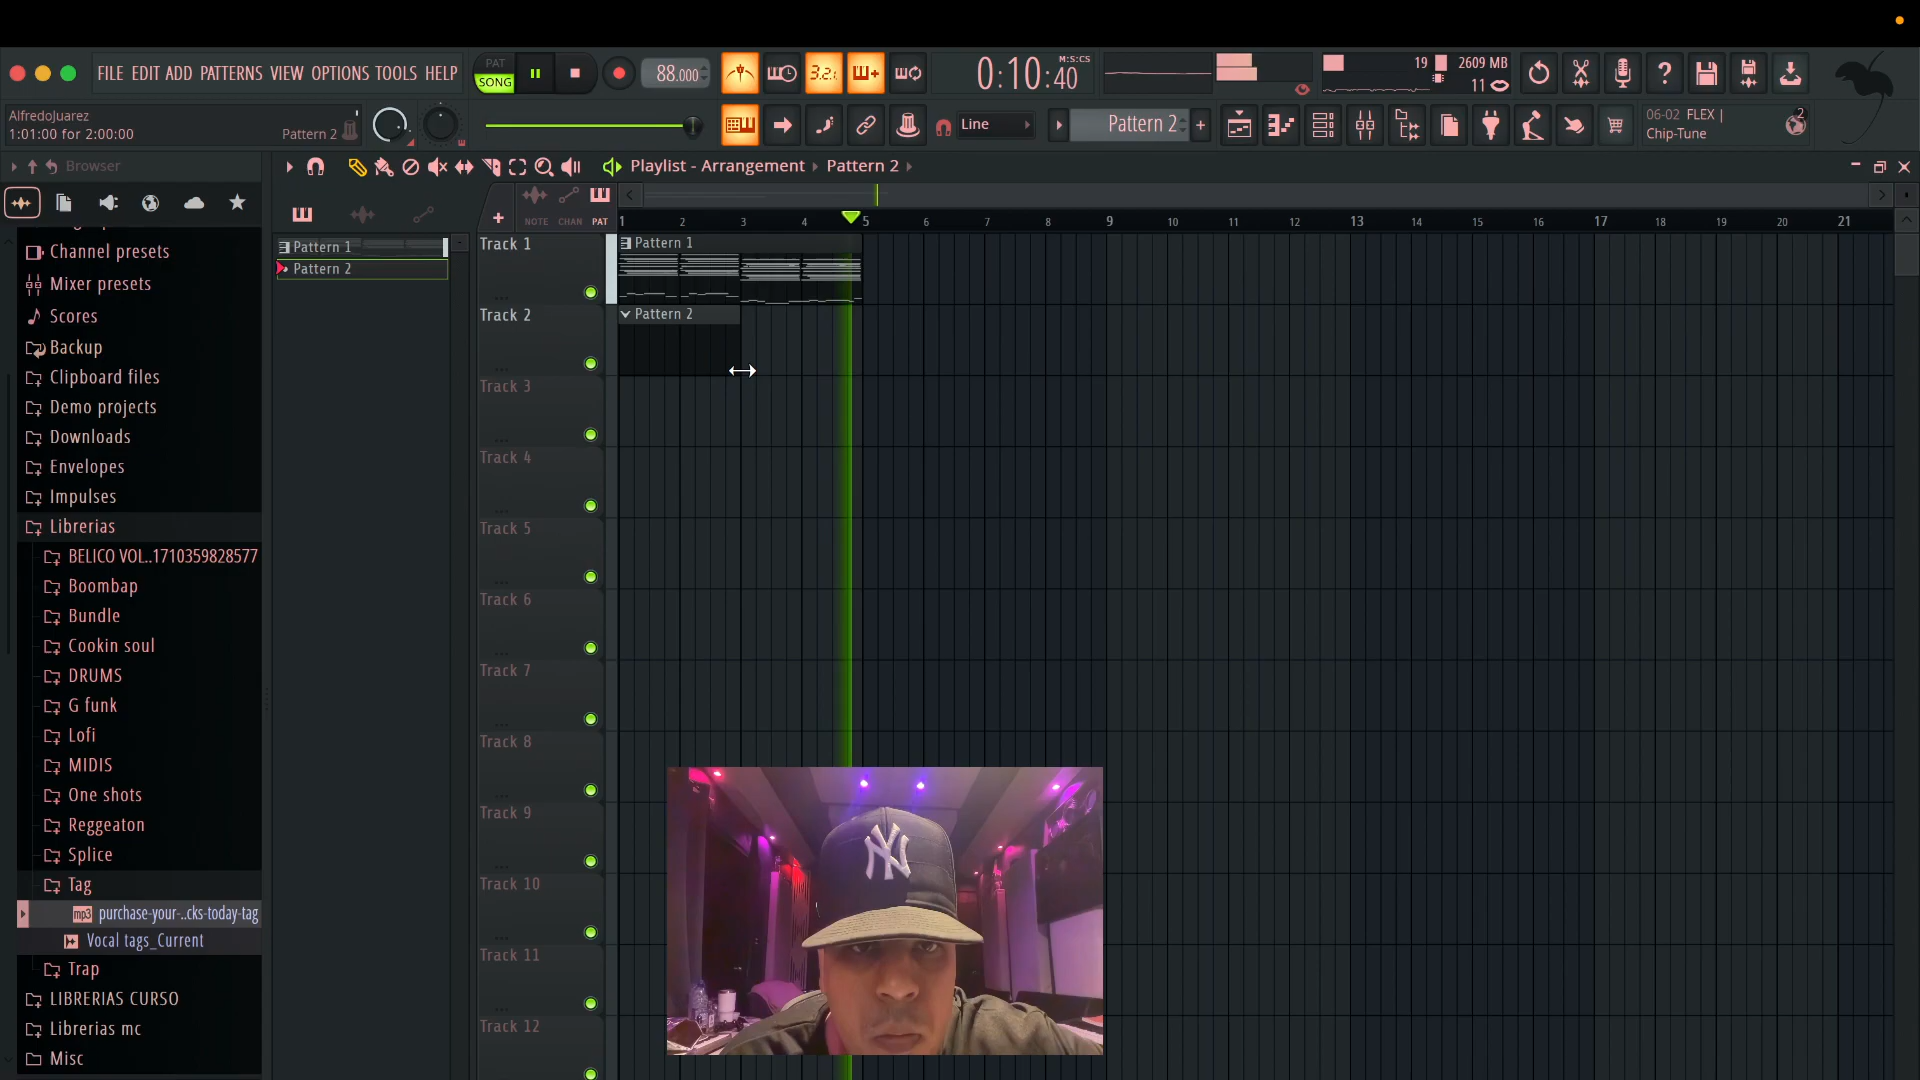 FILE EDIT ADD PATTERNS VIEW OPTIONS TOOLS HELP
PAT
SONG
88.000
3.2.
0:10:40
M:S:CS
19
2609 MB
11
?
AlfredoJuarez
1:01:00 for 2:00:00
Pattern 2
Line
Pattern 2
+
06-02 FLEX |
Chip-Tune
2
Browser
Playlist - Arrangement
Pattern 2
NOTE CHAN PAT
+
1 2 3 4 5 6 7 8 9 10 11 12 13 14 15 16 17 18 19 20 21
Channel presets
Mixer presets
Scores
Backup
Clipboard files
Demo projects
Downloads
Envelopes
Impulses
Librerias
BELICO VOL..1710359828577
Boombap
Bundle
Cookin soul
DRUMS
G funk
Lofi
MIDIS
One shots
Reggeaton
Splice
Tag
mp3 purchase-your-..cks-today-tag
Vocal tags_Current
Trap
LIBRERIAS CURSO
Librerias mc
Misc
Pattern 1
Pattern 2
Track 1
Pattern 1
Track 2
Pattern 2
Track 3
Track 4
Track 5
Track 6
Track 7
Track 8
Track 9
Track 10
Track 11
Track 12
NY